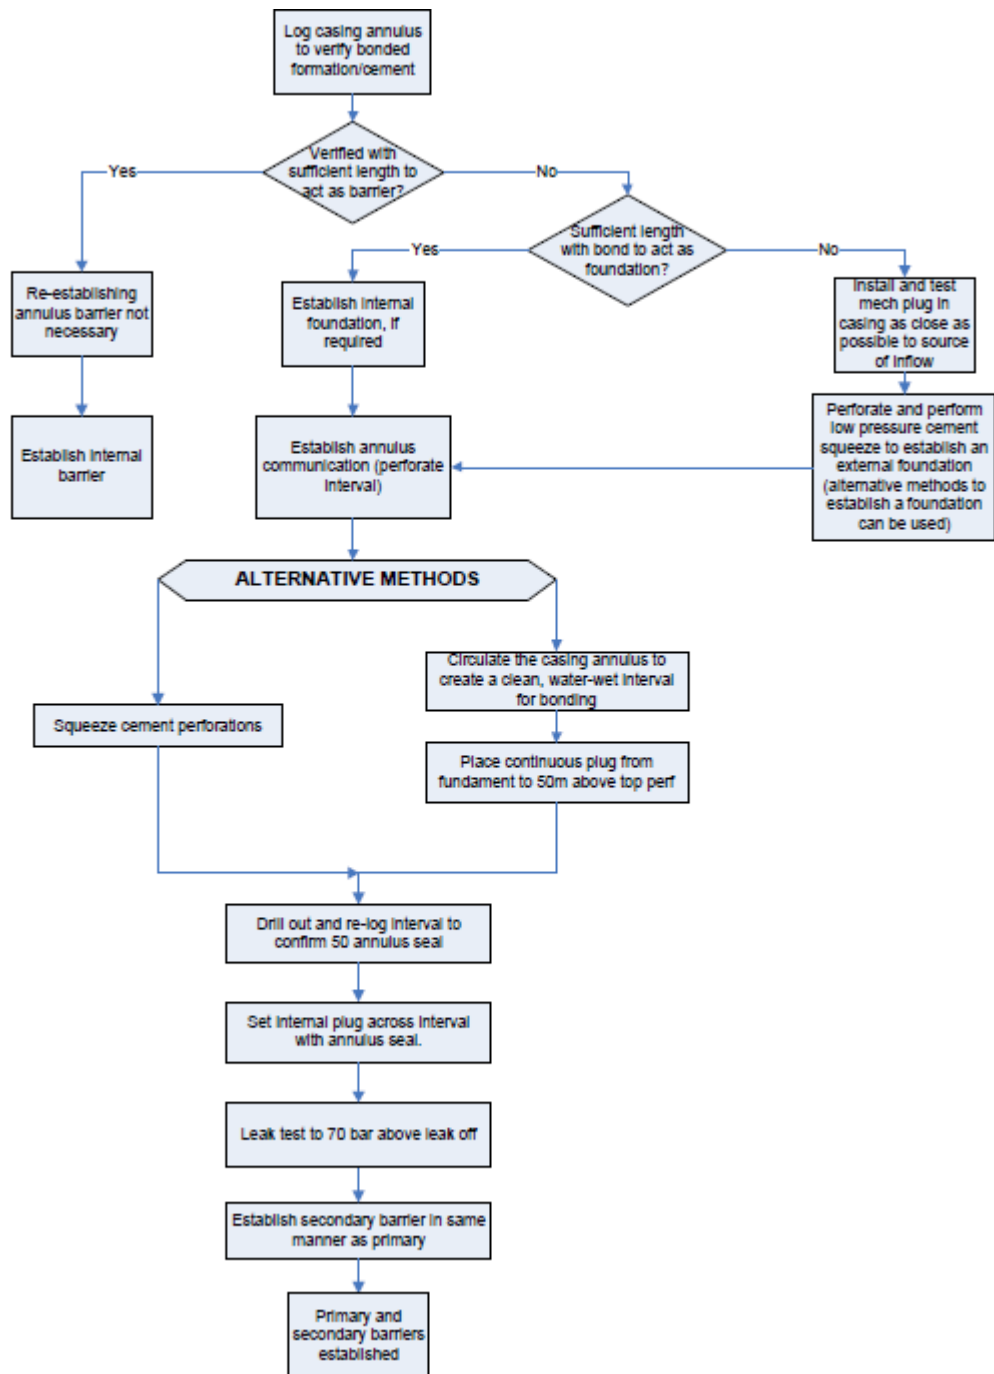 Log casing annulus
to verify bonded
formation/cement
Verified with
sufficient length to
act as barrier?
Yes
No
Sufficient length
with bond to act as
foundation?
Yes
No
Re-establishing
annulus barrier not
necessary
Establish internal
foundation, if
required
Install and test
mech plug in
casing as close as
possible to source
of inflow
Establish internal
barrier
Establish annulus
communication (perforate
interval)
Perforate and perform
low pressure cement
squeeze to establish an
external foundation
(alternative methods to
establish a foundation
can be used)
ALTERNATIVE METHODS
Squeeze cement perforations
Circulate the casing annulus to
create a clean, water-wet interval
for bonding
Place continuous plug from
fundament to 50m above top perf
Drill out and re-log interval to
confirm 50 annulus seal
Set internal plug across interval
with annulus seal.
Leak test to 70 bar above leak off
Establish secondary barrier in same
manner as primary
Primary and
secondary barriers
established